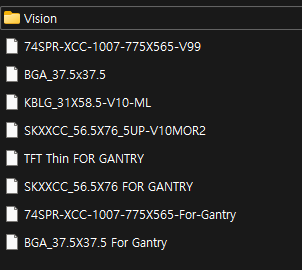 Vision
74SPR-XCC-1007-775X565-V99
BGA_37.5x37.5
KBLG_31X58.5-V10-ML
SKXXCC_56.5X76_5UP-V10MOR2
TFT Thin FOR GANTRY
SKXXCC_56.5X76 FOR GANTRY
74SPR-XCC-1007-775X565-For-Gantry
BGA_37.5X37.5 For Gantry